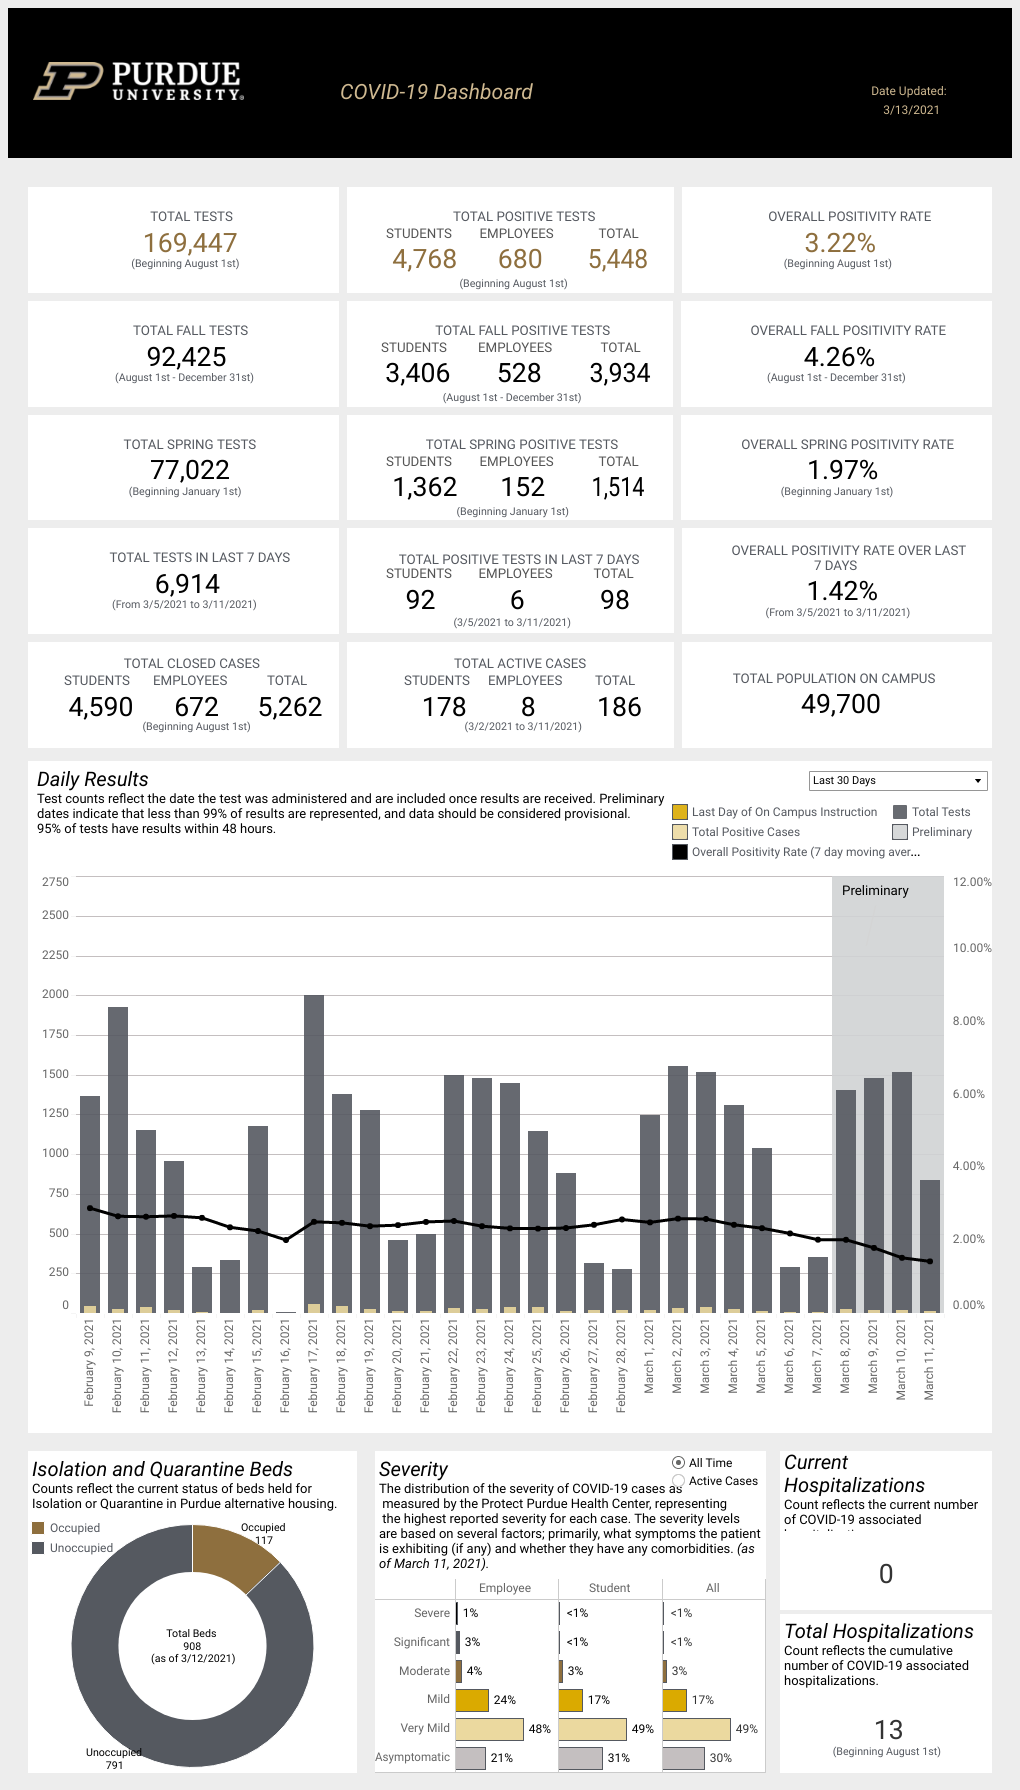 PURDUE
UNIVERSITY®
COVID-19 Dashboard
Date Updated:
3/13/2021
TOTAL TESTS
169,447
(Beginning August 1st)
TOTAL POSITIVE TESTS
STUDENTS EMPLOYEES TOTAL
4,768 680 5,448
(Beginning August 1st)
OVERALL POSITIVITY RATE
3.22%
(Beginning August 1st)
TOTAL FALL TESTS
92,425
(August 1st - December 31st)
TOTAL FALL POSITIVE TESTS
STUDENTS EMPLOYEES TOTAL
3,406 528 3,934
(August 1st - December 31st)
OVERALL FALL POSITIVITY RATE
4.26%
(August 1st - December 31st)
TOTAL SPRING TESTS
77,022
(Beginning January 1st)
TOTAL SPRING POSITIVE TESTS
STUDENTS EMPLOYEES TOTAL
1,362 152 1,514
(Beginning January 1st)
OVERALL SPRING POSITIVITY RATE
1.97%
(Beginning January 1st)
TOTAL TESTS IN LAST 7 DAYS
6,914
(From 3/5/2021 to 3/11/2021)
TOTAL POSITIVE TESTS IN LAST 7 DAYS
STUDENTS EMPLOYEES TOTAL
92 6 98
(3/5/2021 to 3/11/2021)
OVERALL POSITIVITY RATE OVER LAST
7 DAYS
1.42%
(From 3/5/2021 to 3/11/2021)
TOTAL CLOSED CASES
STUDENTS EMPLOYEES TOTAL
4,590 672 5,262
(Beginning August 1st)
TOTAL ACTIVE CASES
STUDENTS EMPLOYEES TOTAL
178 8 186
(3/2/2021 to 3/11/2021)
TOTAL POPULATION ON CAMPUS
49,700
Daily Results
Last 30 Days
Test counts reflect the date the test was administered and are included once results are received. Preliminary
dates indicate that less than 99% of results are represented, and data should be considered provisional.
95% of tests have results within 48 hours.
Last Day of On Campus Instruction Total Tests
Total Positive Cases Preliminary
Overall Positivity Rate (7 day moving aver...
Preliminary
2750
2500
2250
2000
1750
1500
1250
1000
750
500
250
0
12.00%
10.00%
8.00%
6.00%
4.00%
2.00%
0.00%
February 9, 2021
February 10, 2021
February 11, 2021
February 12, 2021
February 13, 2021
February 14, 2021
February 15, 2021
February 16, 2021
February 17, 2021
February 18, 2021
February 19, 2021
February 20, 2021
February 21, 2021
February 22, 2021
February 23, 2021
February 24, 2021
February 25, 2021
February 26, 2021
February 27, 2021
February 28, 2021
March 1, 2021
March 2, 2021
March 3, 2021
March 4, 2021
March 5, 2021
March 6, 2021
March 7, 2021
March 8, 2021
March 9, 2021
March 10, 2021
March 11, 2021
Isolation and Quarantine Beds
Counts reflect the current status of beds held for
Isolation or Quarantine in Purdue alternative housing.
Occupied
Unoccupied
Occupied
117
Total Beds
908
(as of 3/12/2021)
Unoccupied
791
Severity
All Time
Active Cases
The distribution of the severity of COVID-19 cases as
measured by the Protect Purdue Health Center, representing
the highest reported severity for each case. The severity levels
are based on several factors; primarily, what symptoms the patient
is exhibiting (if any) and whether they have any comorbidities. (as
of March 11, 2021).
Employee Student All
Severe 1% <1% <1%
Significant 3% <1% <1%
Moderate 4% 3% 3%
Mild 24% 17% 17%
Very Mild 48% 49% 49%
Asymptomatic 21% 31% 30%
Current
Hospitalizations
Count reflects the current number
of COVID-19 associated
0
Total Hospitalizations
Count reflects the cumulative
number of COVID-19 associated
hospitalizations.
13
(Beginning August 1st)